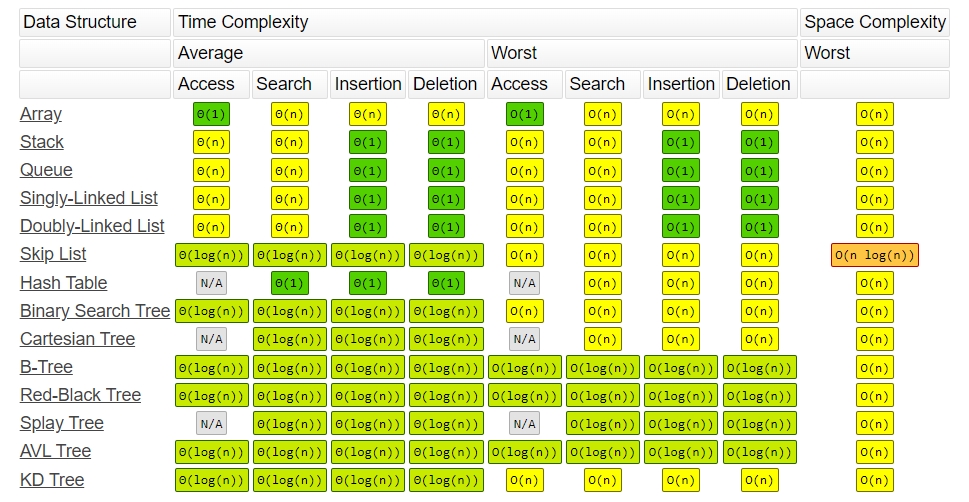 Data Structure Time Complexity Space Complexity
Average Worst Worst
Access Search Insertion Deletion Access Search Insertion Deletion
Array Θ(1) Θ(n) Θ(n) Θ(n) O(1) O(n) O(n) O(n) O(n)
Stack Θ(n) Θ(n) Θ(1) Θ(1) O(n) O(n) O(1) O(1) O(n)
Queue Θ(n) Θ(n) Θ(1) Θ(1) O(n) O(n) O(1) O(1) O(n)
Singly-Linked List Θ(n) Θ(n) Θ(1) Θ(1) O(n) O(n) O(1) O(1) O(n)
Doubly-Linked List Θ(n) Θ(n) Θ(1) Θ(1) O(n) O(n) O(1) O(1) O(n)
Skip List Θ(log(n)) Θ(log(n)) Θ(log(n)) Θ(log(n)) O(n) O(n) O(n) O(n) O(n log(n))
Hash Table N/A Θ(1) Θ(1) Θ(1) N/A O(n) O(n) O(n) O(n)
Binary Search Tree Θ(log(n)) Θ(log(n)) Θ(log(n)) Θ(log(n)) O(n) O(n) O(n) O(n) O(n)
Cartesian Tree N/A Θ(log(n)) Θ(log(n)) Θ(log(n)) N/A O(n) O(n) O(n) O(n)
B-Tree Θ(log(n)) Θ(log(n)) Θ(log(n)) Θ(log(n)) O(log(n)) O(log(n)) O(log(n)) O(log(n)) O(n)
Red-Black Tree Θ(log(n)) Θ(log(n)) Θ(log(n)) Θ(log(n)) O(log(n)) O(log(n)) O(log(n)) O(log(n)) O(n)
Splay Tree N/A Θ(log(n)) Θ(log(n)) Θ(log(n)) N/A O(log(n)) O(log(n)) O(log(n)) O(n)
AVL Tree Θ(log(n)) Θ(log(n)) Θ(log(n)) Θ(log(n)) O(log(n)) O(log(n)) O(log(n)) O(log(n)) O(n)
KD Tree Θ(log(n)) Θ(log(n)) Θ(log(n)) Θ(log(n)) O(n) O(n) O(n) O(n) O(n)